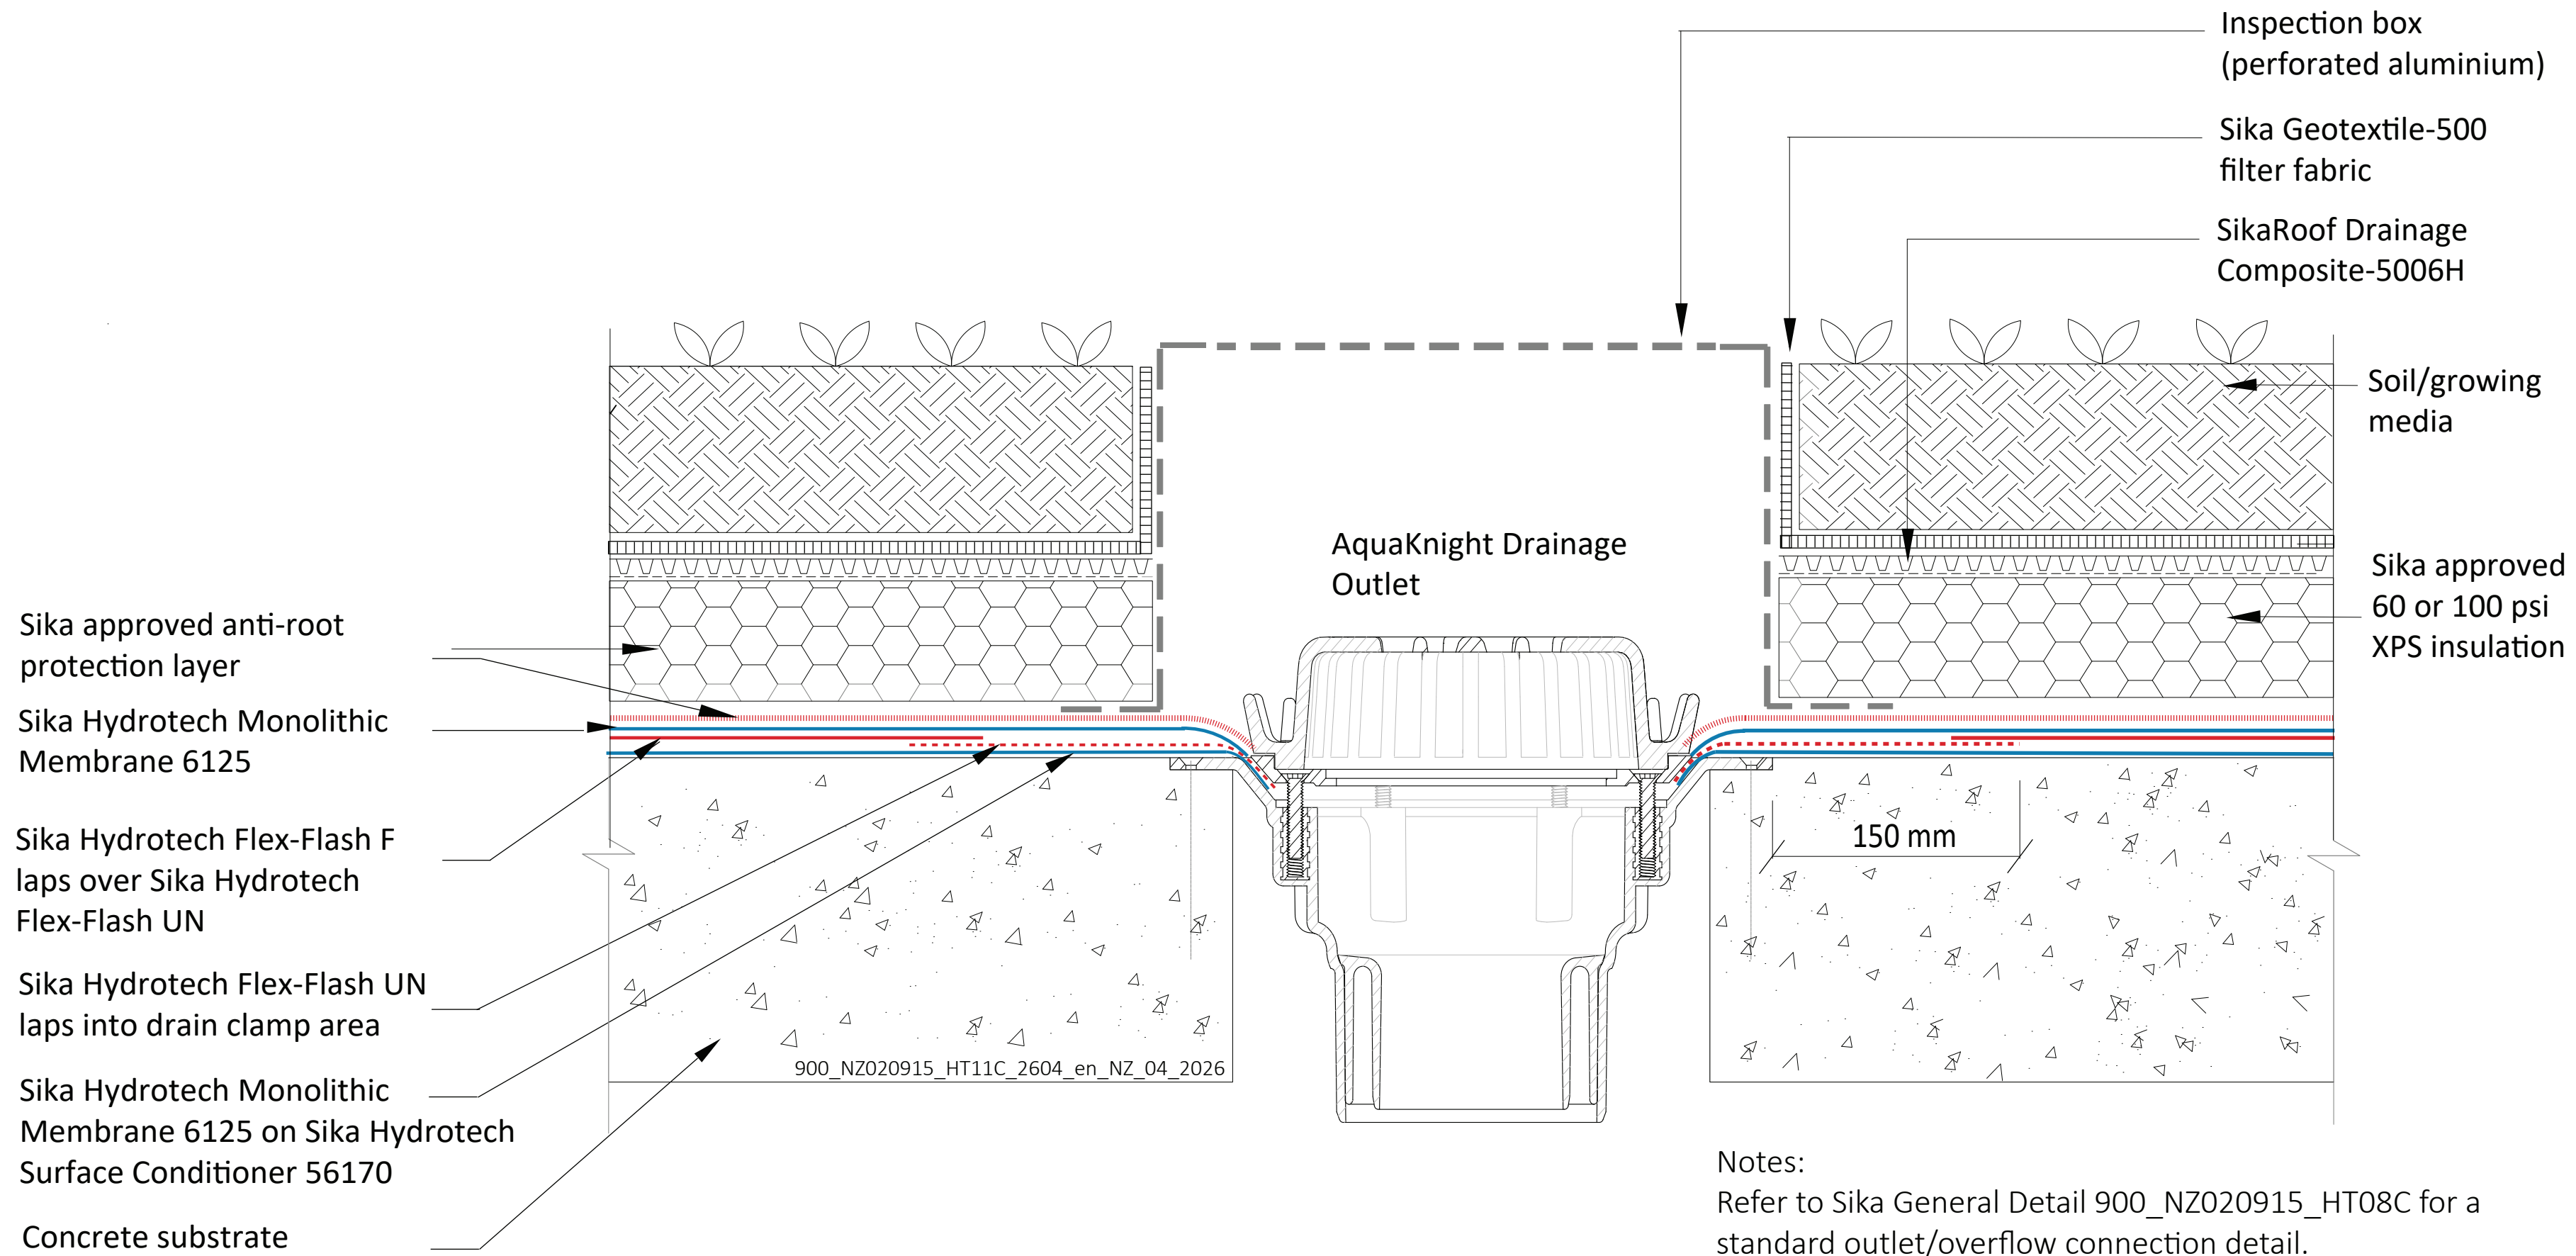 Inspection box
(perforated aluminium)
Sika Geotextile-500
filter fabric
SikaRoof Drainage
Composite-5006H
Soil/growing
media
AquaKnight Drainage
Outlet
Sika approved
60 or 100 psi
XPS insulation
Sika approved anti-root
protection layer
Sika Hydrotech Monolithic
Membrane 6125
Sika Hydrotech Flex-Flash F
laps over Sika Hydrotech
Flex-Flash UN
150 mm
Sika Hydrotech Flex-Flash UN
laps into drain clamp area
900_NZ020915_HT11C_2604_en_NZ_04_2026
Sika Hydrotech Monolithic
Membrane 6125 on Sika Hydrotech
Surface Conditioner 56170
Concrete substrate
Notes:
Refer to Sika General Detail 900_NZ020915_HT08C for a
standard outlet/overflow connection detail.